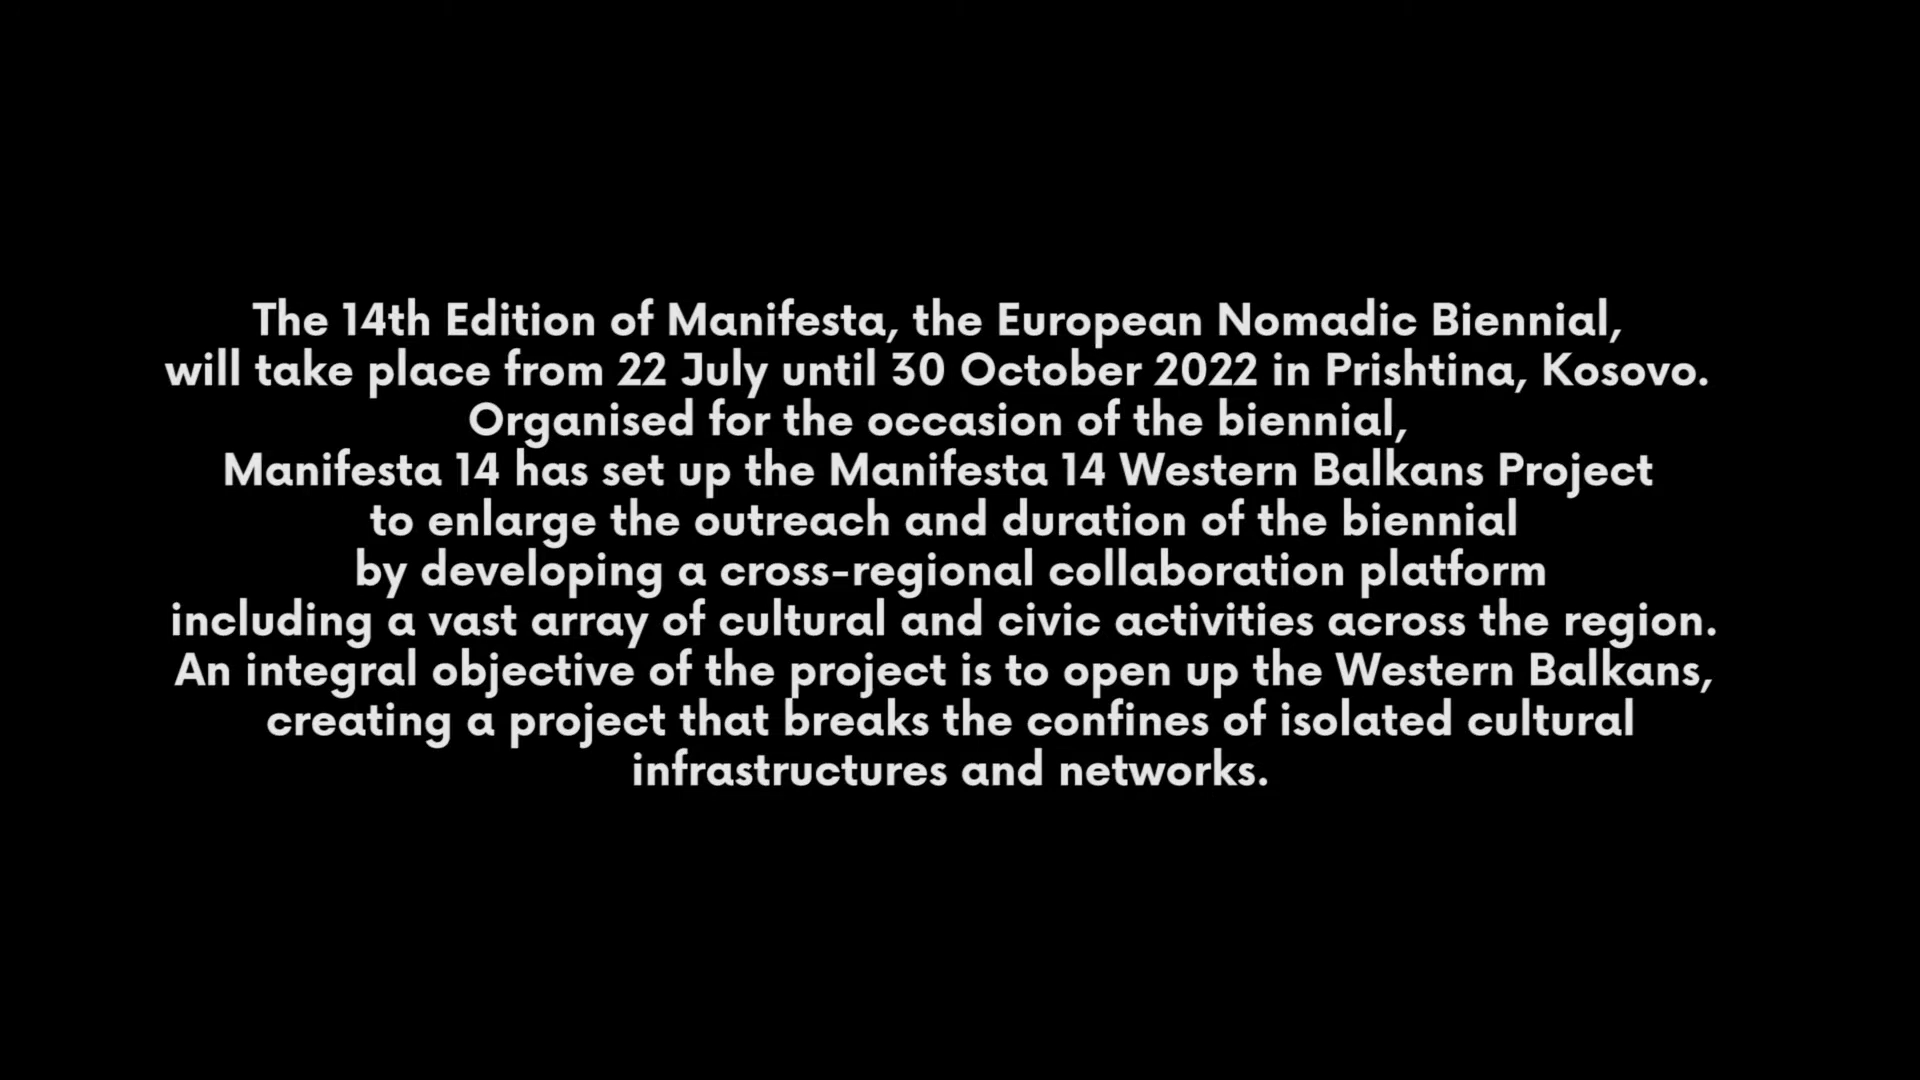 The 14th Edition of Manifesta, the European Nomadic Biennial,
will take place from 22 July until 30 October 2022 in Prishtina, Kosovo.
Organised for the occasion of the biennial,
Manifesta 14 has set up the Manifesta 14 Western Balkans Project
to enlarge the outreach and duration of the biennial
by developing a cross-regional collaboration platform
including a vast array of cultural and civic activities across the region.
An integral objective of the project is to open up the Western Balkans,
creating a project that breaks the confines of isolated cultural
infrastructures and networks.